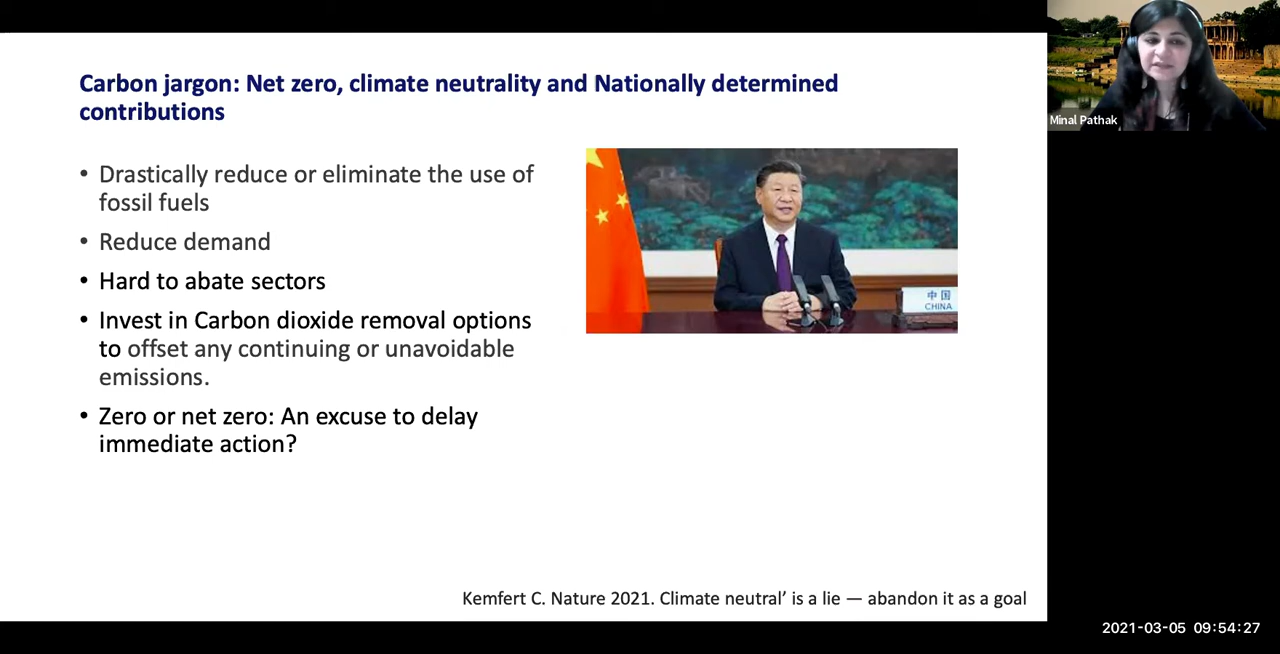 Carbon jargon: Net zero, climate neutrality and Nationally determined
contributions
• Drastically reduce or eliminate the use of
fossil fuels
• Reduce demand
• Hard to abate sectors
• Invest in Carbon dioxide removal options
to offset any continuing or unavoidable
emissions.
• Zero or net zero: An excuse to delay
immediate action?
中国
CHINA
Kemfert C. Nature 2021. Climate neutral’ is a lie — abandon it as a goal
Minal Pathak
2021-03-05 09:54:27